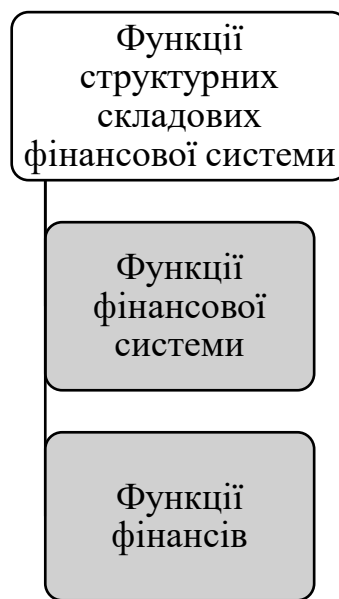 Функції
структурних
складових
фінансової системи
Функції
фінансової
системи
Функції
фінансів